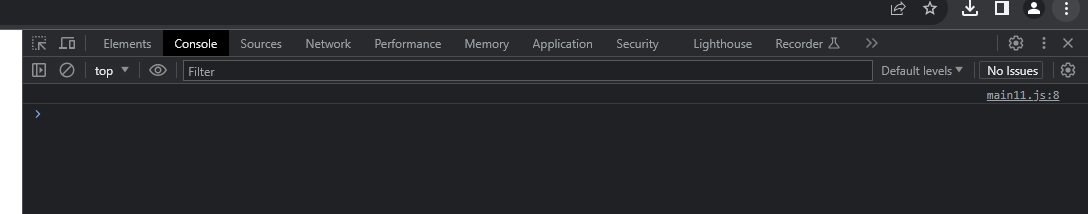 Elements Console Sources Network Performance Memory Application Security Lighthouse Recorder
top Filter Default levels No Issues
main11.js:8